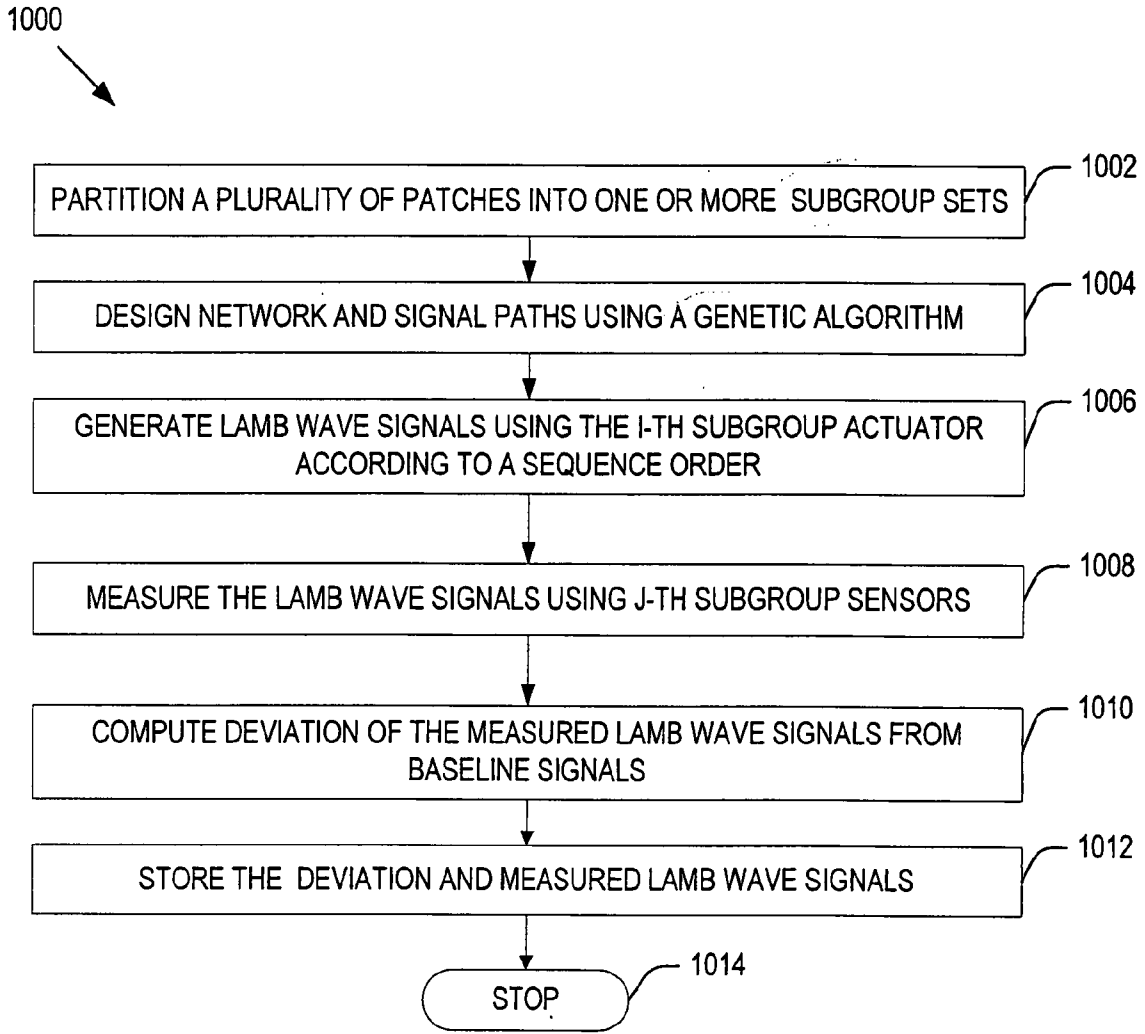 1000
PARTITION A PLURALITY OF PATCHES INTO ONE OR MORE SUBGROUP SETS
1002
DESIGN NETWORK AND SIGNAL PATHS USING A GENETIC ALGORITHM
1004
GENERATE LAMB WAVE SIGNALS USING THE I-TH SUBGROUP ACTUATOR
ACCORDING TO A SEQUENCE ORDER
1006
MEASURE THE LAMB WAVE SIGNALS USING J-TH SUBGROUP SENSORS
1008
COMPUTE DEVIATION OF THE MEASURED LAMB WAVE SIGNALS FROM
BASELINE SIGNALS
1010
STORE THE DEVIATION AND MEASURED LAMB WAVE SIGNALS
1012
STOP
1014